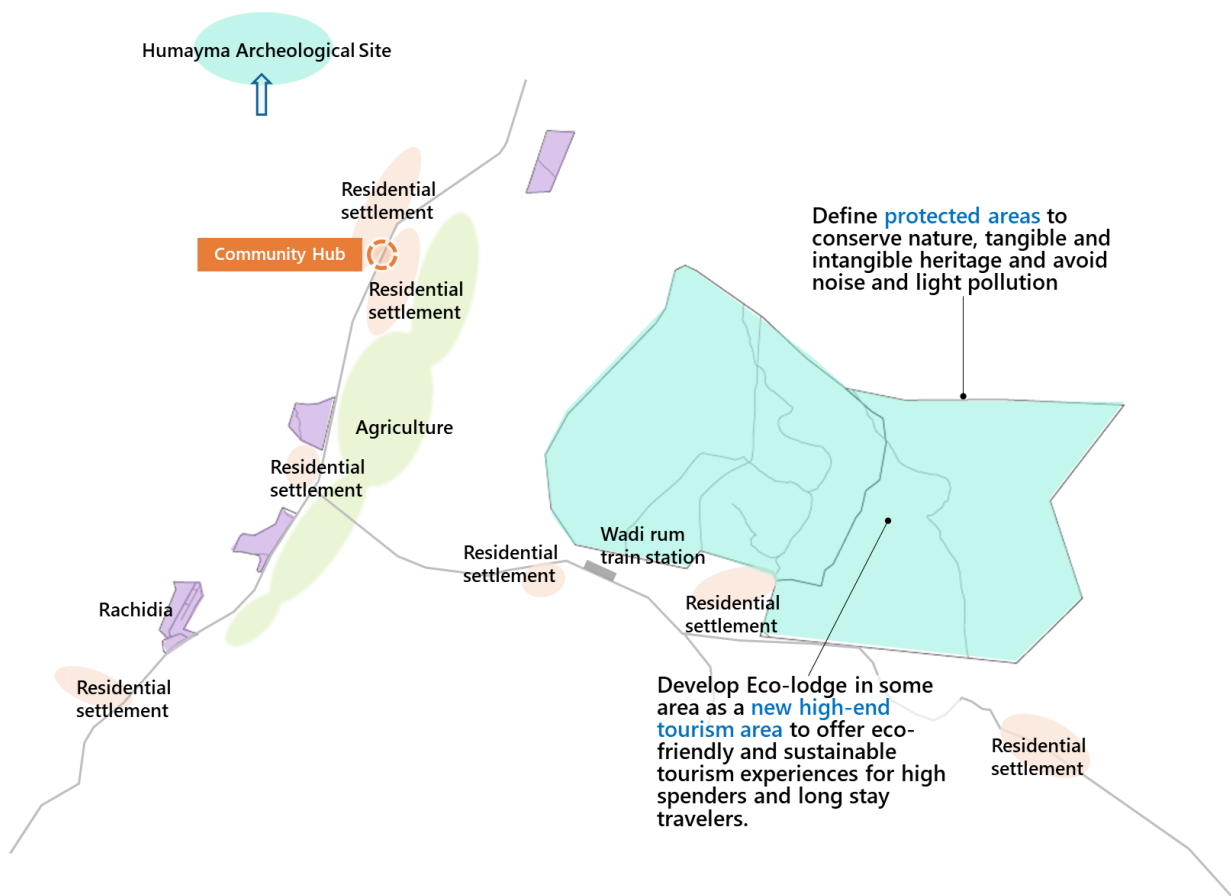 Humayma Archeological Site
Residential
settlement
Community Hub
Residential
settlement
Define protected areas to
conserve nature, tangible and
intangible heritage and avoid
noise and light pollution
Agriculture
Residential
settlement
Wadi rum
train station
Residential
settlement
Residential
settlement
Rachidia
Residential
settlement
Develop Eco-lodge in some
area as a new high-end
tourism area to offer eco-
friendly and sustainable
tourism experiences for high
spenders and long stay
travelers.
Residential
settlement